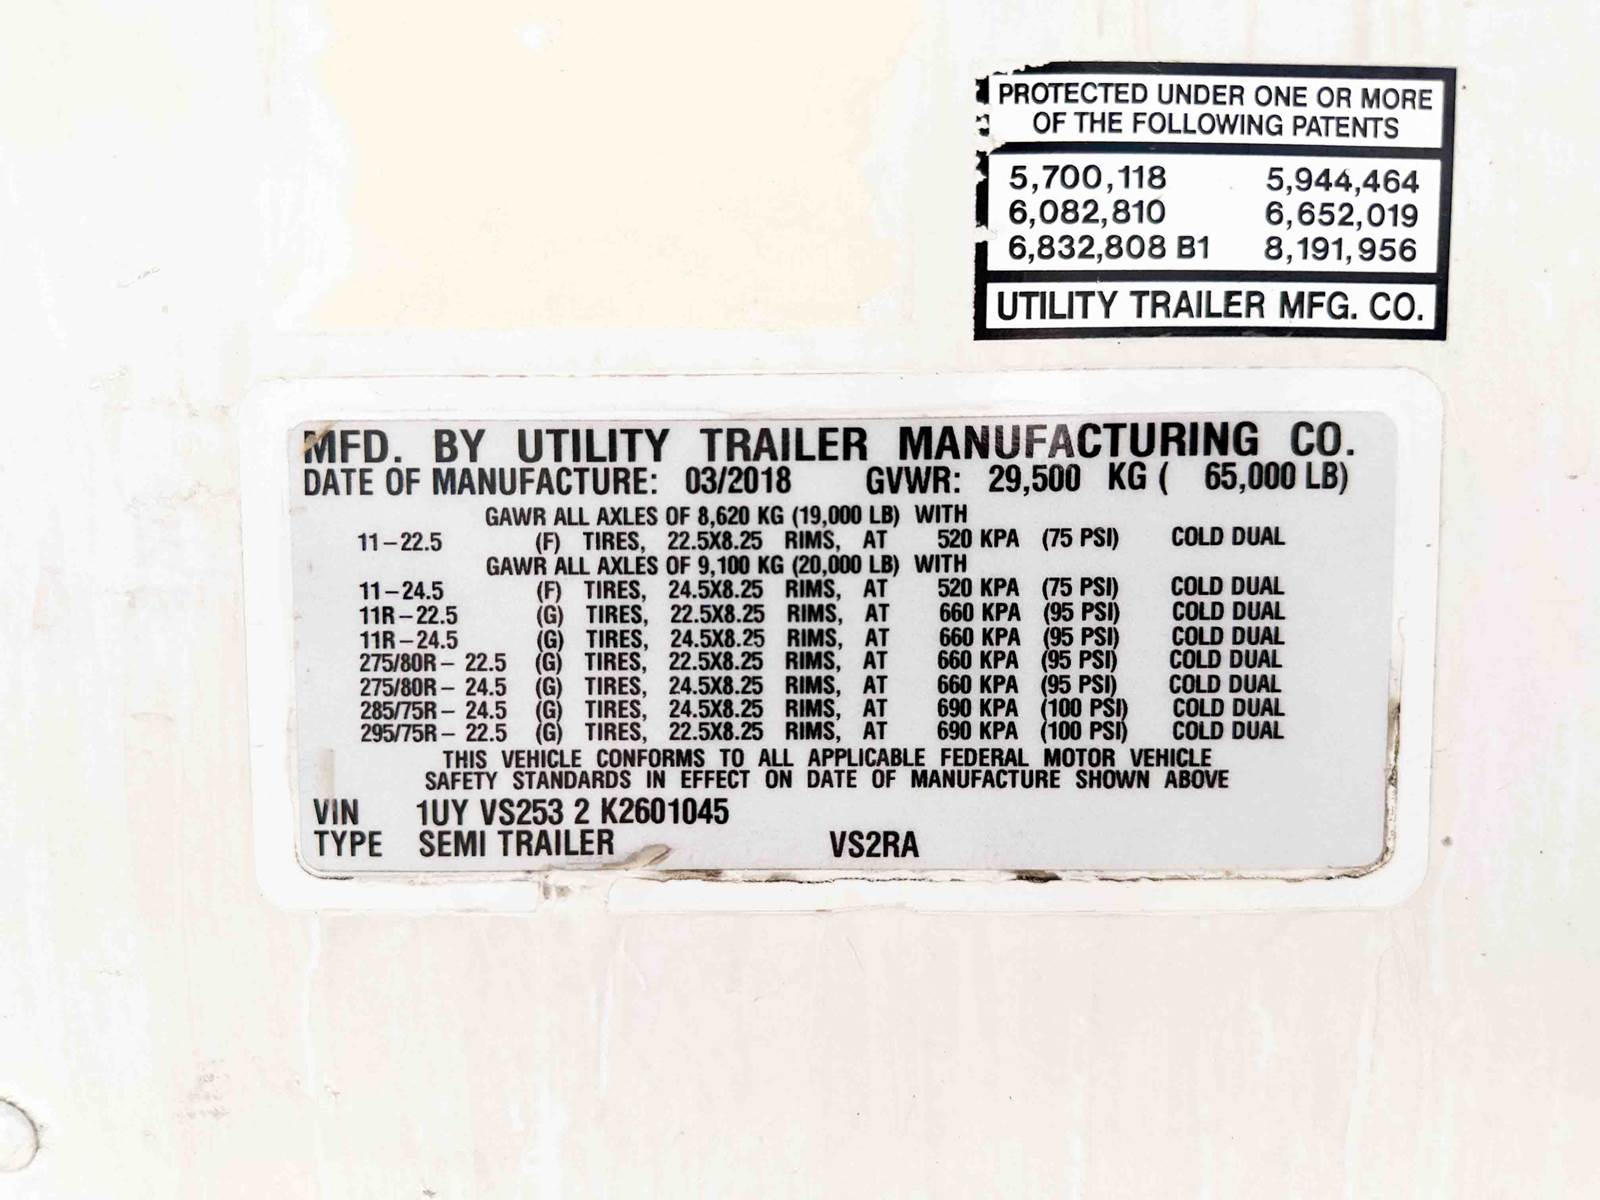 PROTECTED UNDER ONE OR MORE
OF THE FOLLOWING PATENTS
5,700,118 5,944,464
6,082,810 6,652,019
6,832,808 B1 8,191,956
UTILITY TRAILER MFG. CO.
MFD. BY UTILITY TRAILER MANUFACTURING CO.
DATE OF MANUFACTURE: 03/2018 GVWR: 29,500 KG ( 65,000 LB)
GAWR ALL AXLES OF 8,620 KG (19,000 LB) WITH
11-22.5 (F) TIRES, 22.5X8.25 RIMS, AT 520 KPA (75 PSI) COLD DUAL
GAWR ALL AXLES OF 9,100 KG (20,000 LB) WITH
11-24.5 (F) TIRES, 24.5X8.25 RIMS, AT 520 KPA (75 PSI) COLD DUAL
11R-22.5 (G) TIRES, 22.5X8.25 RIMS, AT 660 KPA (95 PSI) COLD DUAL
11R-24.5 (G) TIRES, 24.5X8.25 RIMS, AT 660 KPA (95 PSI) COLD DUAL
275/80R- 22.5 (G) TIRES, 22.5X8.25 RIMS, AT 660 KPA (95 PSI) COLD DUAL
275/80R- 24.5 (G) TIRES, 24.5X8.25 RIMS, AT 660 KPA (95 PSI) COLD DUAL
285/75R- 24.5 (G) TIRES, 24.5X8.25 RIMS, AT 690 KPA (100 PSI) COLD DUAL
295/75R- 22.5 (G) TIRES, 22.5X8.25 RIMS, AT 690 KPA (100 PSI) COLD DUAL
THIS VEHICLE CONFORMS TO ALL APPLICABLE FEDERAL MOTOR VEHICLE
SAFETY STANDARDS IN EFFECT ON DATE OF MANUFACTURE SHOWN ABOVE
VIN 1UY VS253 2 K2601045
TYPE SEMI TRAILER VS2RA